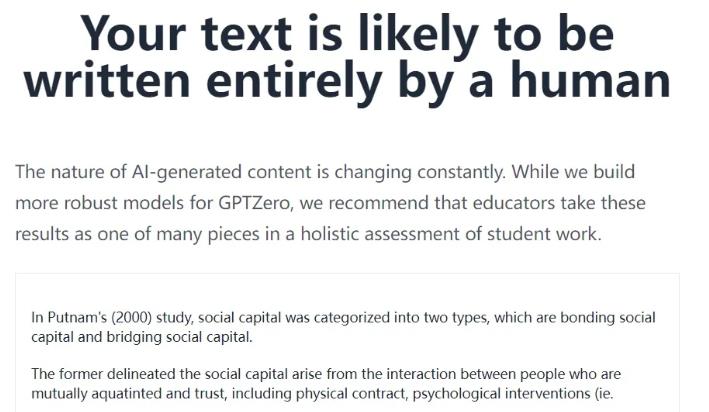 Your text is likely to be
written entirely by a human
The nature of AI-generated content is changing constantly. While we build
more robust models for GPTZero, we recommend that educators take these
results as one of many pieces in a holistic assessment of student work.
In Putnam's (2000) study, social capital was categorized into two types, which are bonding social
capital and bridging social capital.
The former delineated the social capital arise from the interaction between people who are
mutually aquatinted and trust, including physical contract, psychological interventions (ie.